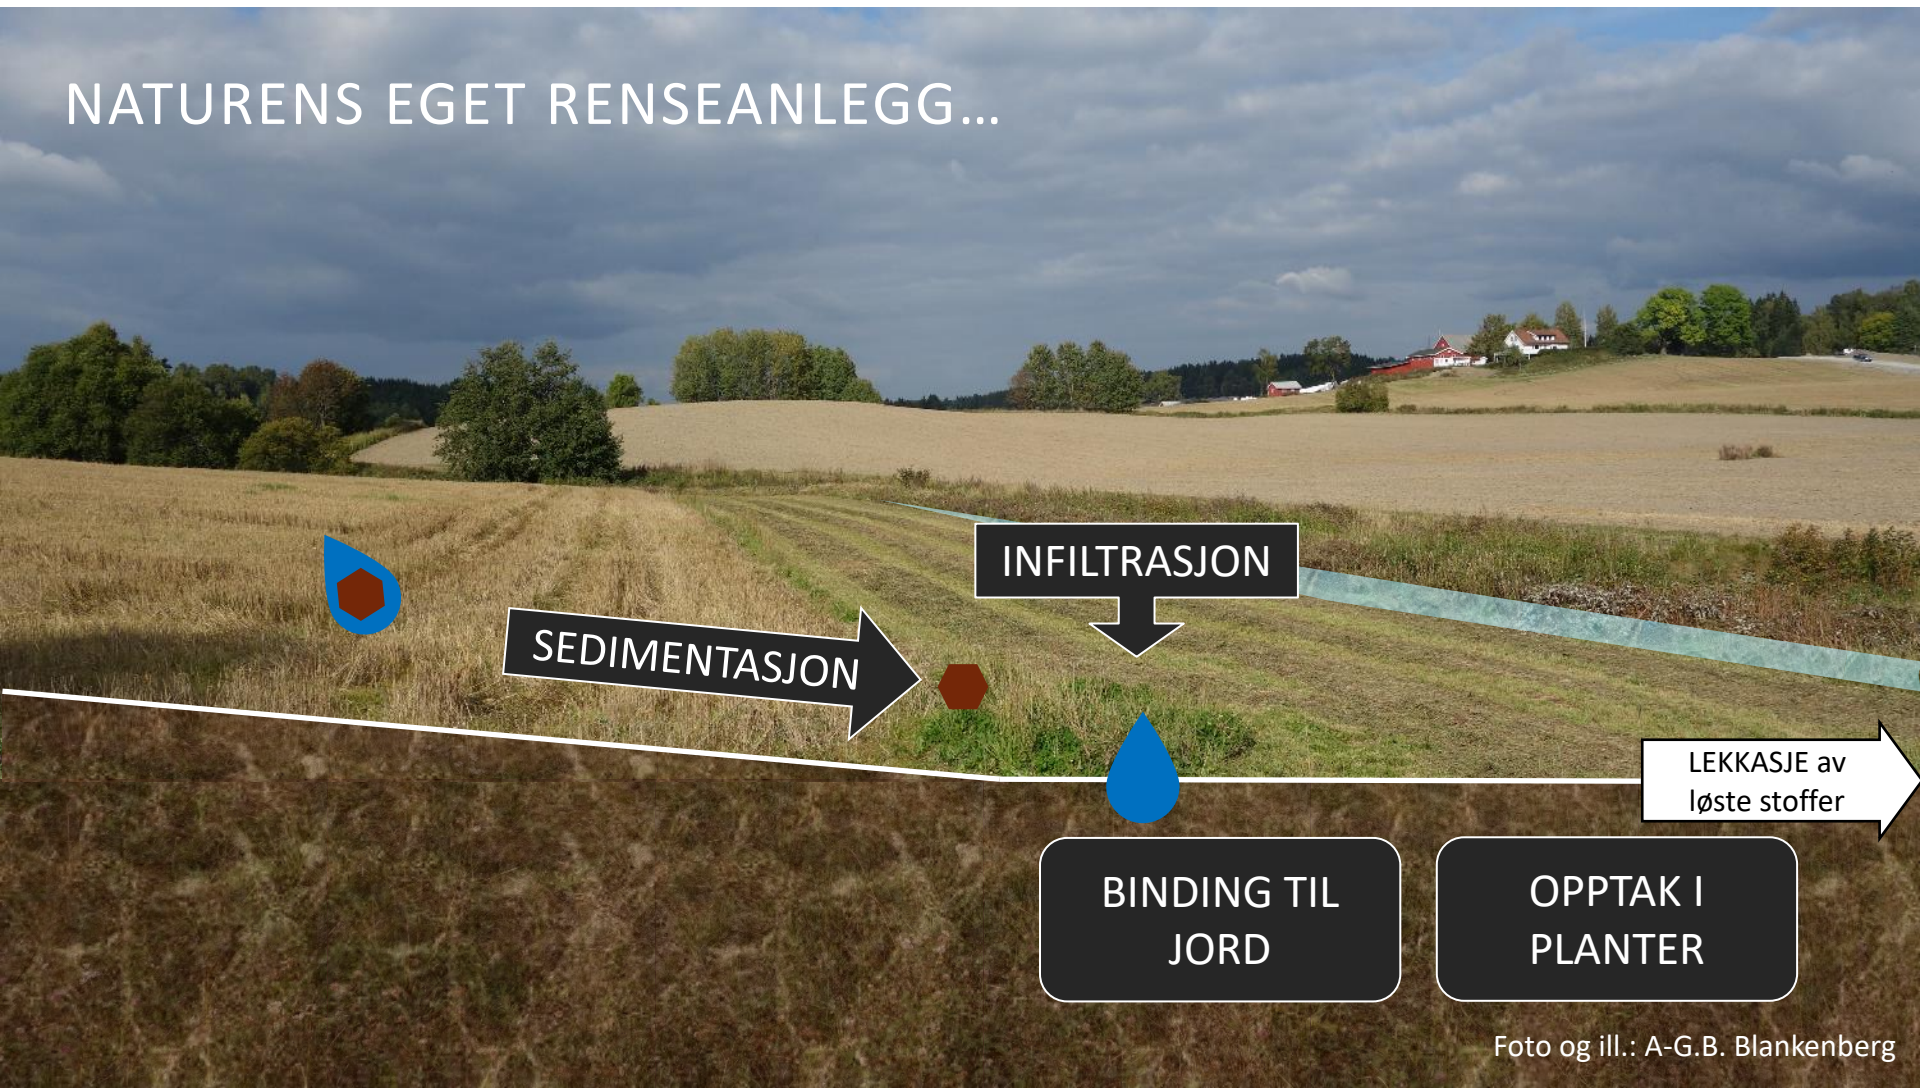 NATURENS EGET RENSEANLEGG…
INFILTRASJON
SEDIMENTASJON
LEKKASJE av
løste stoffer
BINDING TIL
JORD
OPPTAK I
PLANTER
Foto og ill.: A-G.B. Blankenberg